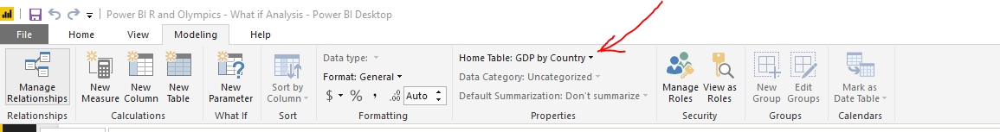 Power BI R and Olympics - What if Analysis - Power BI Desktop
File Home View Modeling Help
Manage Relationships
New Measure
New Column
New Table
New Parameter
Sort by Column
Data type:
Format: General
$ % , .00 Auto
Home Table: GDP by Country
Data Category: Uncategorized
Default Summarization: Don't summarize
Manage Roles
View as Roles
New Group
Edit Groups
Mark as Date Table
Relationships Calculations What If Sort Formatting Properties Security Groups Calendars